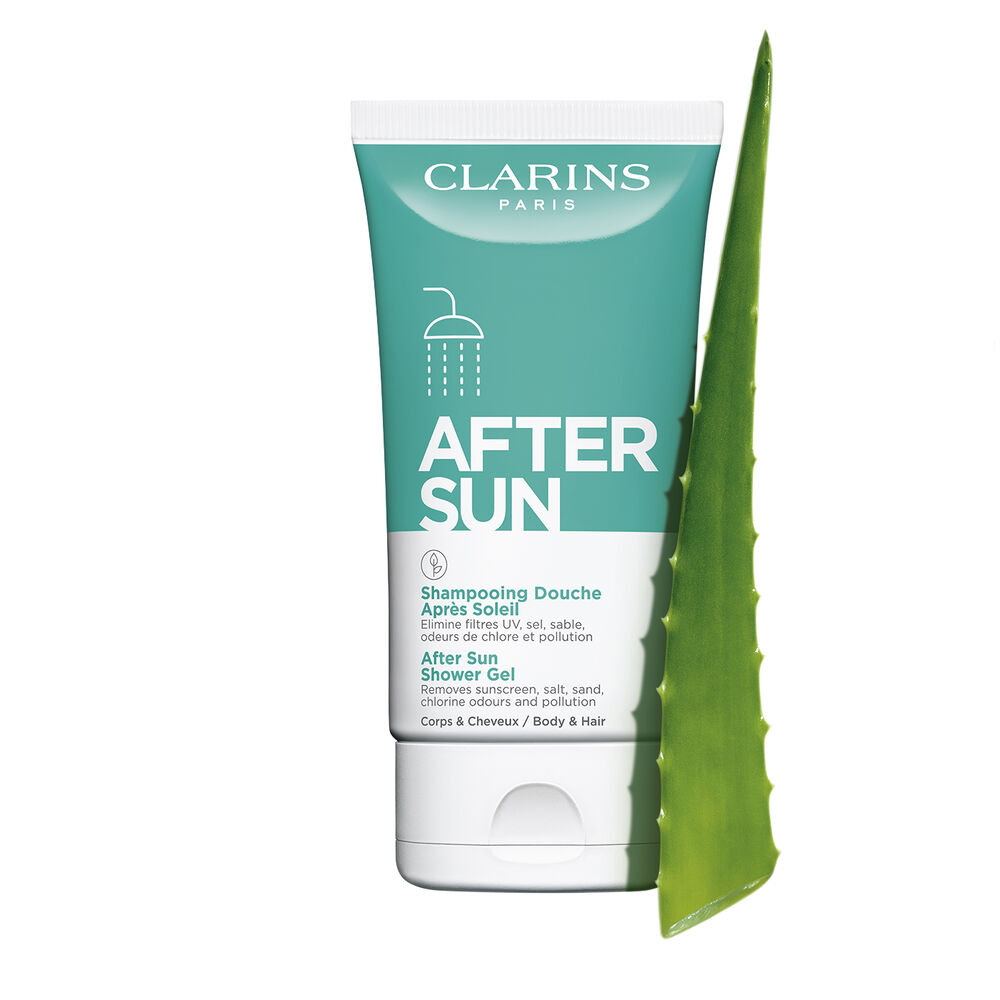 CLARINS
PARIS
AFTER
SUN
Shampooing Douche
Après Soleil
Elimine filtres UV, sel, sable,
odeurs de chlore et pollution
After Sun
Shower Gel
Removes sunscreen, salt, sand,
chlorine odours and pollution
Corps & Cheveux / Body & Hair